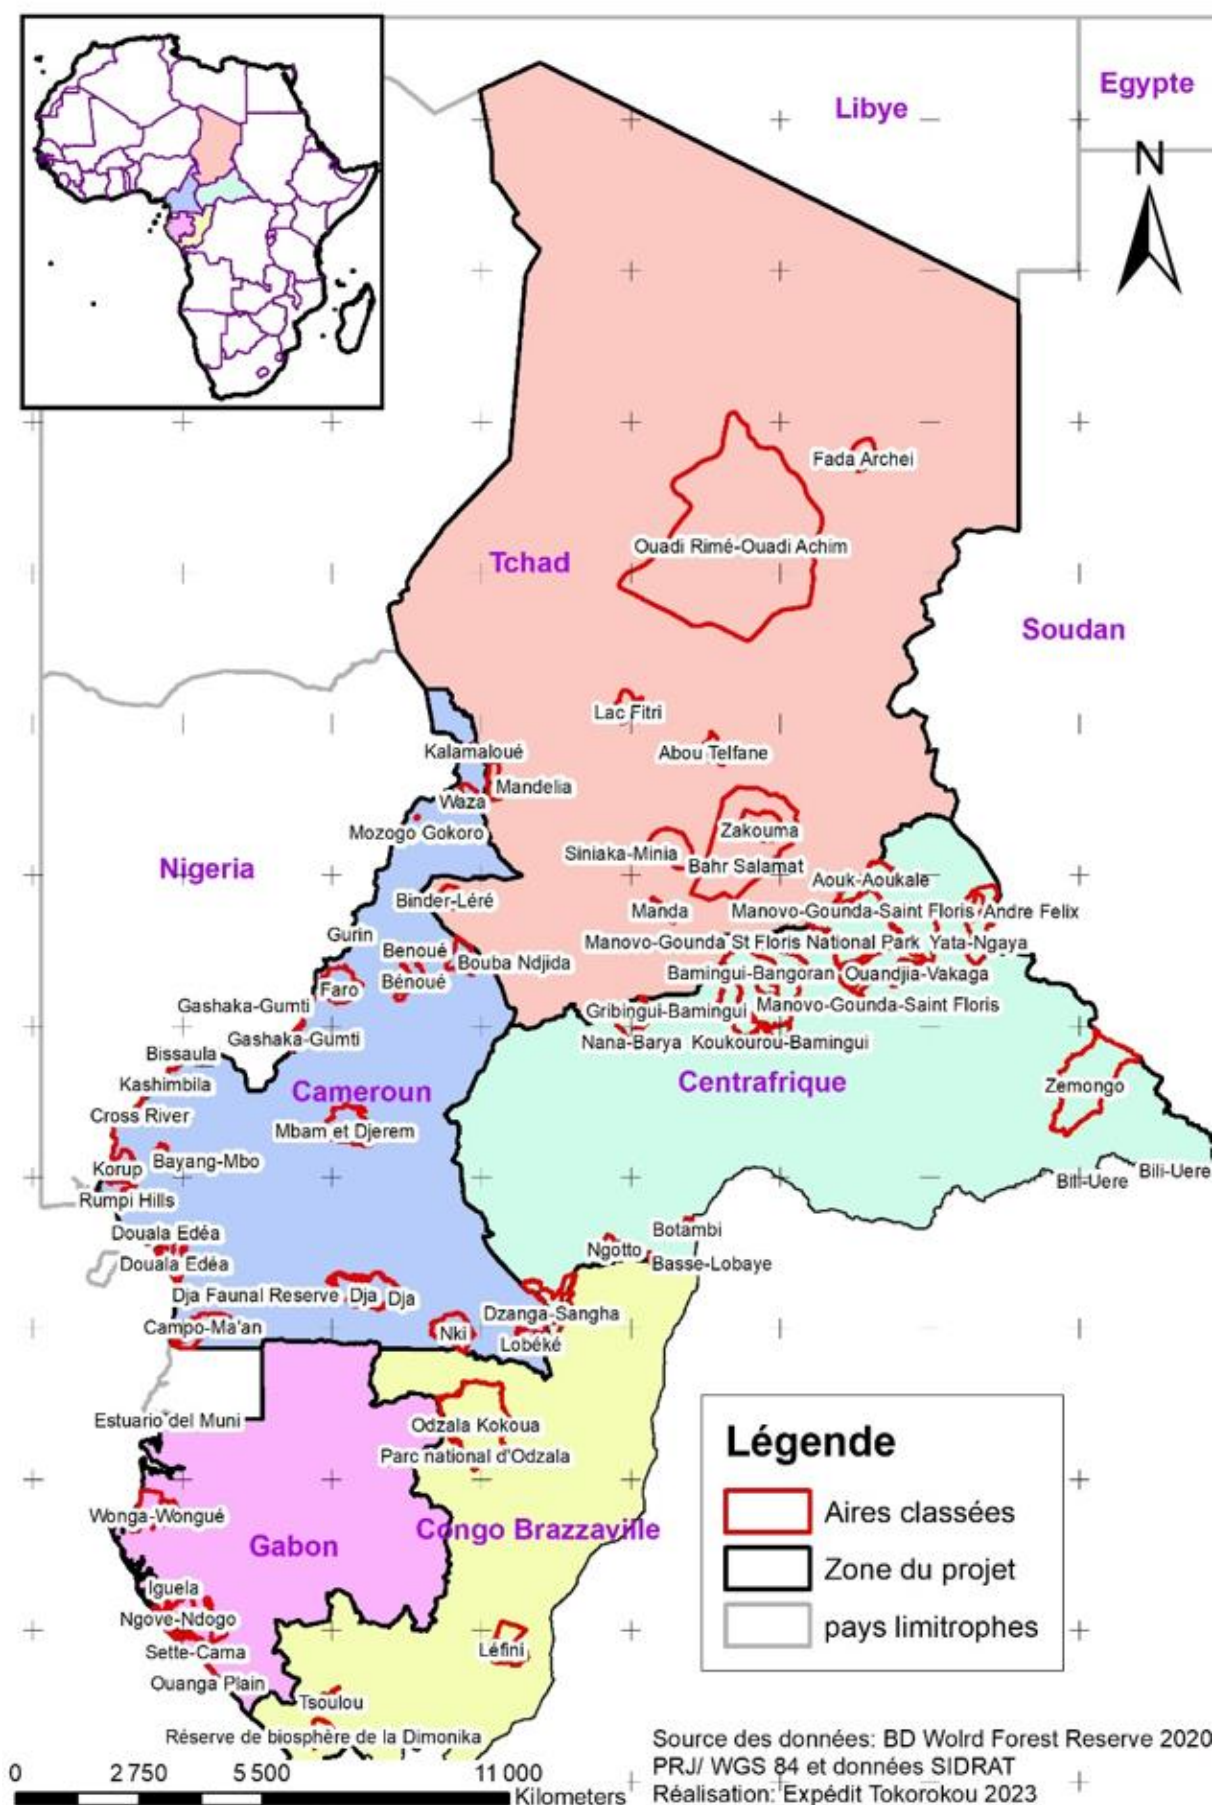 Egypte
Libye
N
Fada Archei
Ouadi Rimé-Ouadi Achim
Tchad
Soudan
Lac Fitri
Abou Telfane
Kalamaloué
Mandelia
Waza
Mozogo Gokoro
Zakouma
Siniaka-Minia
Bahr Salamat
Nigeria
Aouk-Aoukale
Binder-Léré
Manda
Manovo-Gounda-Saint Floris
Andre Felix
Gurin
Manovo-Gounda St Floris National Park
Yata-Ngaya
Benoué
Bouba Ndjida
Bamingui-Bangoran
Ouandjia-Vakaga
Bénoué
Faro
Gashaka-Gumti
Manovo-Gounda-Saint Floris
Gribingui-Bamingui
Gashaka-Gumti
Nana-Barya
Koukourou-Bamingui
Bissaula
Kashimbila
Cameroun
Centrafrique
Zemongo
Cross River
Mbam et Djerem
Bayang-Mbo
Korup
Bili-Uere
Bili-Uere
Rumpi Hills
Douala Edéa
Botambi
Ngotto
Basse-Lobaye
Douala Edéa
Dja Faunal Reserve
Dja
Dja
Dzanga-Sangha
Campo-Ma'an
Nki
Lobéké
Estuario del Muni
Odzala Kokoua
Parc national d'Odzala
Wonga-Wongué
Congo Brazzaville
Gabon
Iguela
Ngove-Ndogo
Sette-Cama
Léfini
Ouanga Plain
Tsoulou
Réserve de biosphère de la Dimonika
Légende
Aires classées
Zone du projet
pays limitrophes
0 2 750 5 500 11 000
Kilometers
Source des données: BD Wolrd Forest Reserve 2020
PRJ/ WGS 84 et données SIDRAT
Réalisation: Expédit Tokorokou 2023